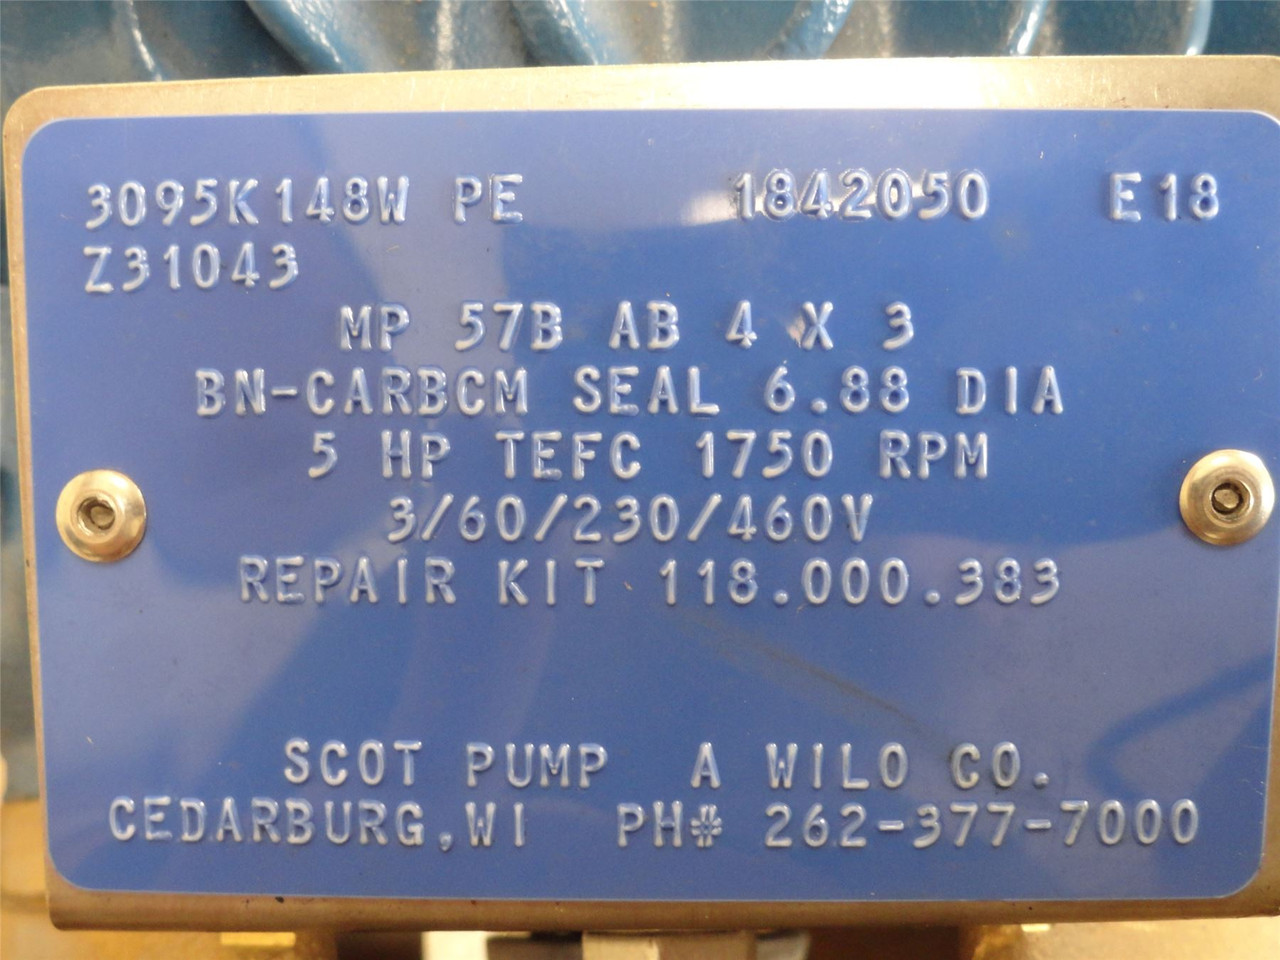 3095K148W PE 1842050 E18
Z31043
MP 57B AB 4 X 3
BN-CARBCM SEAL 6.88 DIA
5 HP TEFC 1750 RPM
3/60/230/460V
REPAIR KIT 118.000.383
SCOT PUMP A WILO CO.
CEDARBURG,WI PH# 262-377-7000